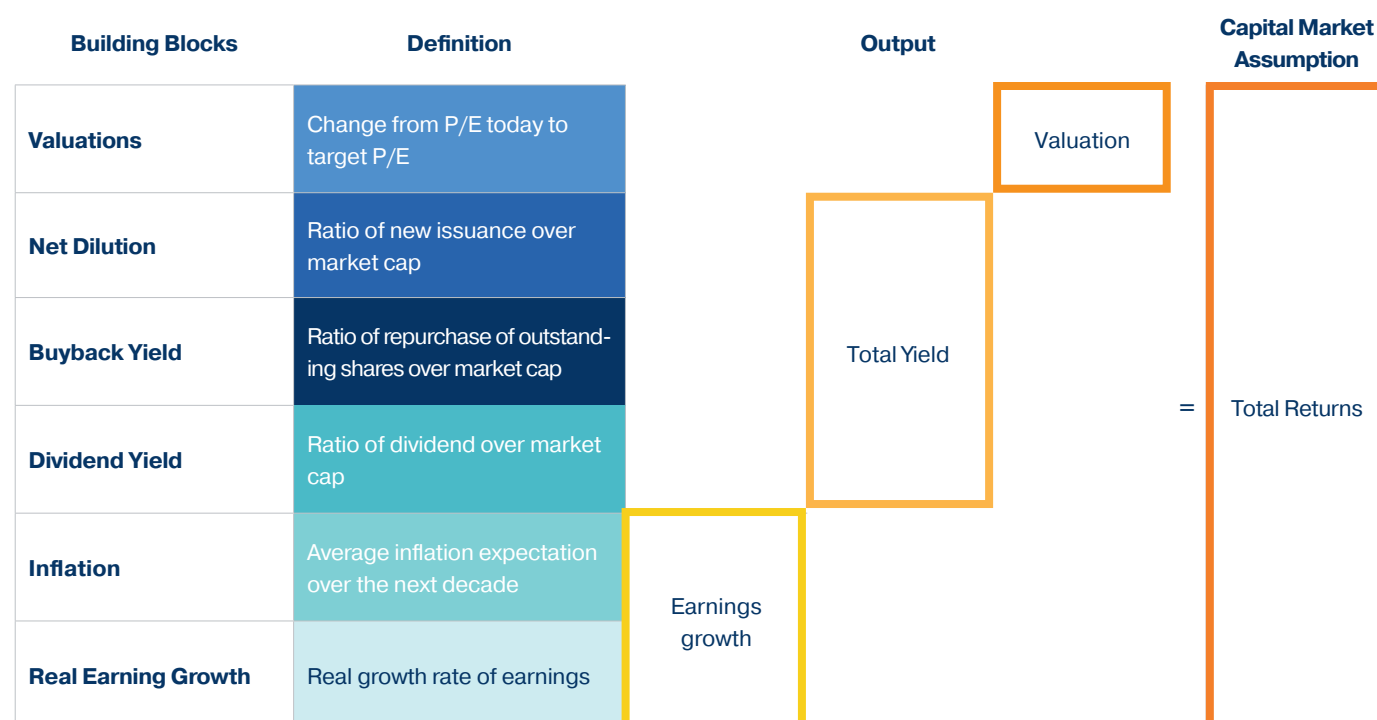 Building Blocks
Definition
Output
Capital Market
Assumption
Valuations
Change from P/E today to
target P/E
Valuation
Net Dilution
Ratio of new issuance over
market cap
Buyback Yield
Ratio of repurchase of outstand-
ing shares over market cap
Total Yield
Dividend Yield
Ratio of dividend over market
cap
=
Total Returns
Inflation
Average inflation expectation
over the next decade
Earnings
growth
Real Earning Growth
Real growth rate of earnings